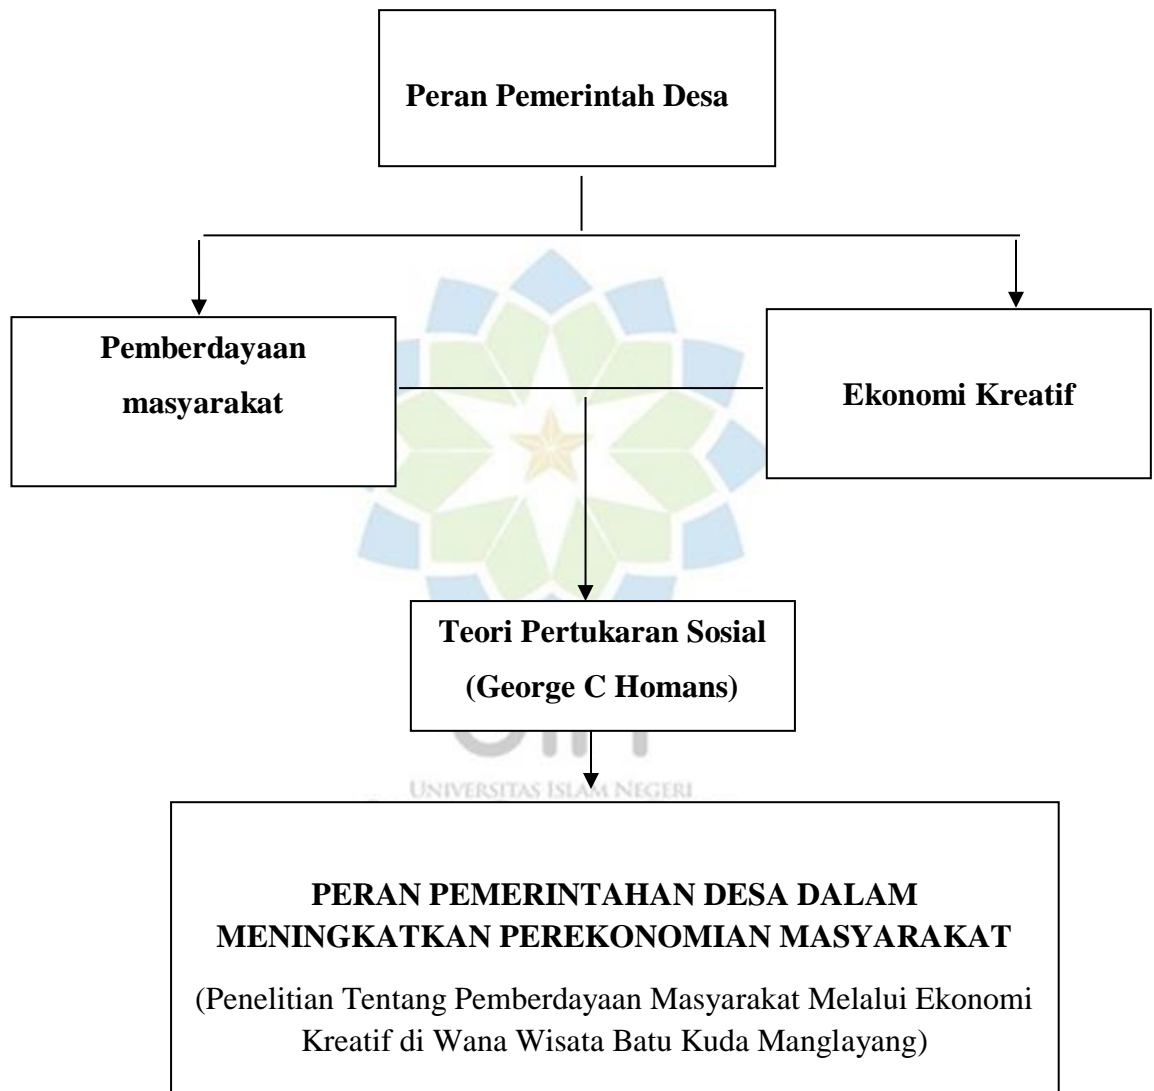 Peran Pemerintah Desa
Pemberdayaan
masyarakat
Ekonomi Kreatif
Teori Pertukaran Sosial
(George C Homans)
UNIVERSITAS ISLAM NEGERI
PERAN PEMERINTAHAN DESA DALAM
MENINGKATKAN PEREKONOMIAN MASYARAKAT
(Penelitian Tentang Pemberdayaan Masyarakat Melalui Ekonomi
Kreatif di Wana Wisata Batu Kuda Manglayang)